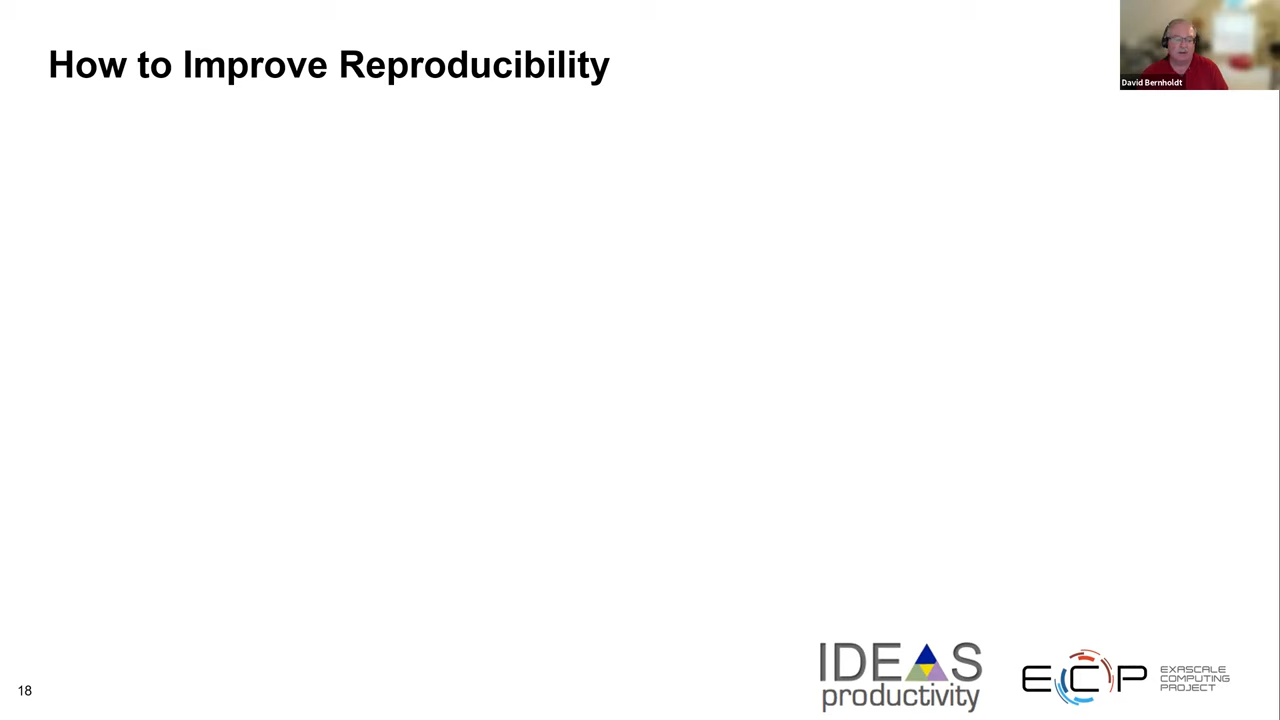 How to Improve Reproducibility
David Bernholdt
18
IDEAS
productivity
ECP
EXASCALE
COMPUTING
PROJECT